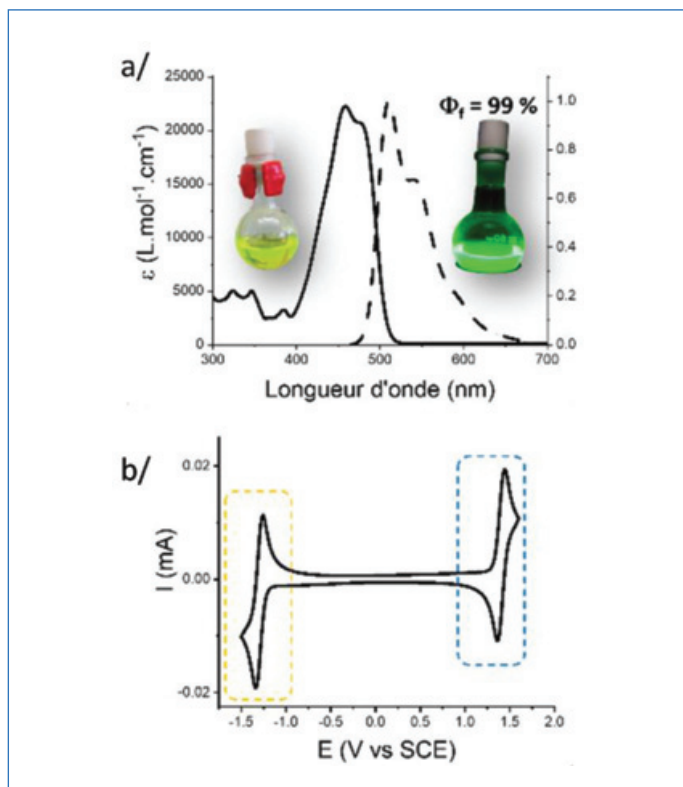 a/
Φf = 99 %
25000
20000
15000
10000
5000
0
ε (L.mol⁻¹.cm⁻¹)
1.0
0.8
0.6
0.4
0.2
0.0
300 400 500 600 700
Longueur d'onde (nm)
b/
0.02
0.00
-0.02
I (mA)
-1.5 -1.0 -0.5 0.0 0.5 1.0 1.5 2.0
E (V vs SCE)